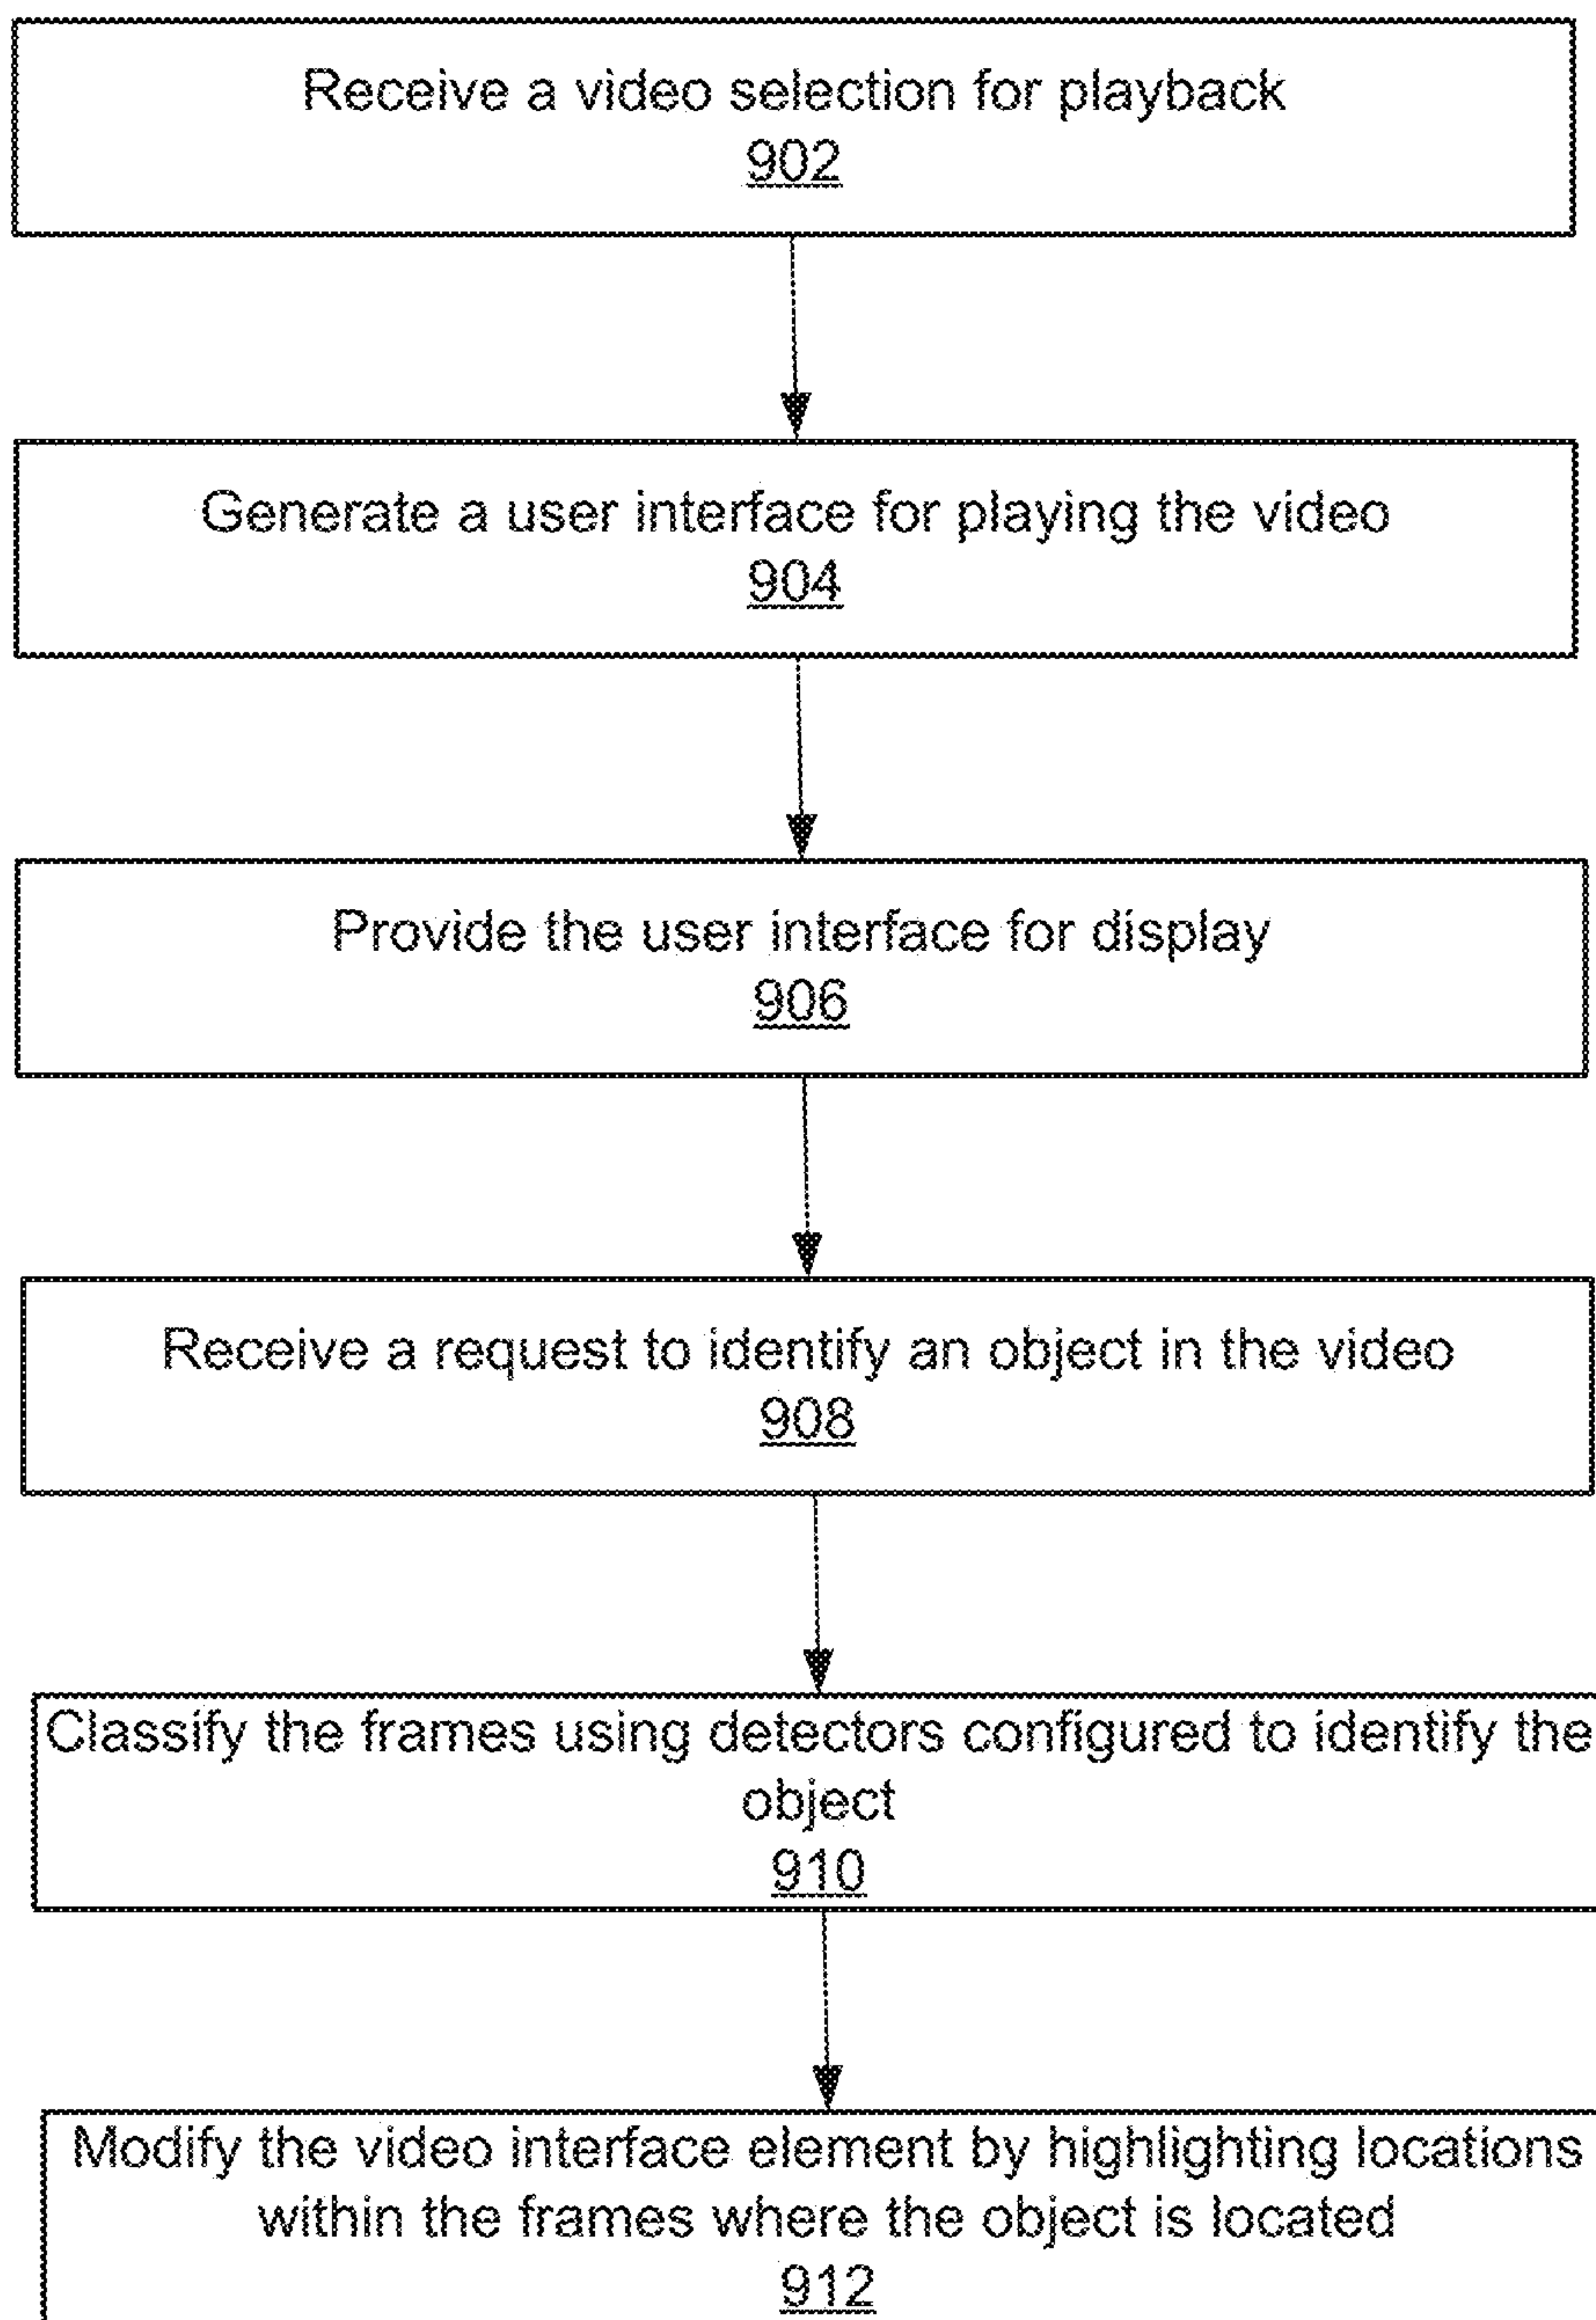 Receive a video selection for playback
902
Generate a user interface for playing the video
904
Provide the user interface for display
906
Receive a request to identify an object in the video
908
Classify the frames using detectors configured to identify the
object
910
Modify the video interface element by highlighting locations
within the frames where the object is located
912